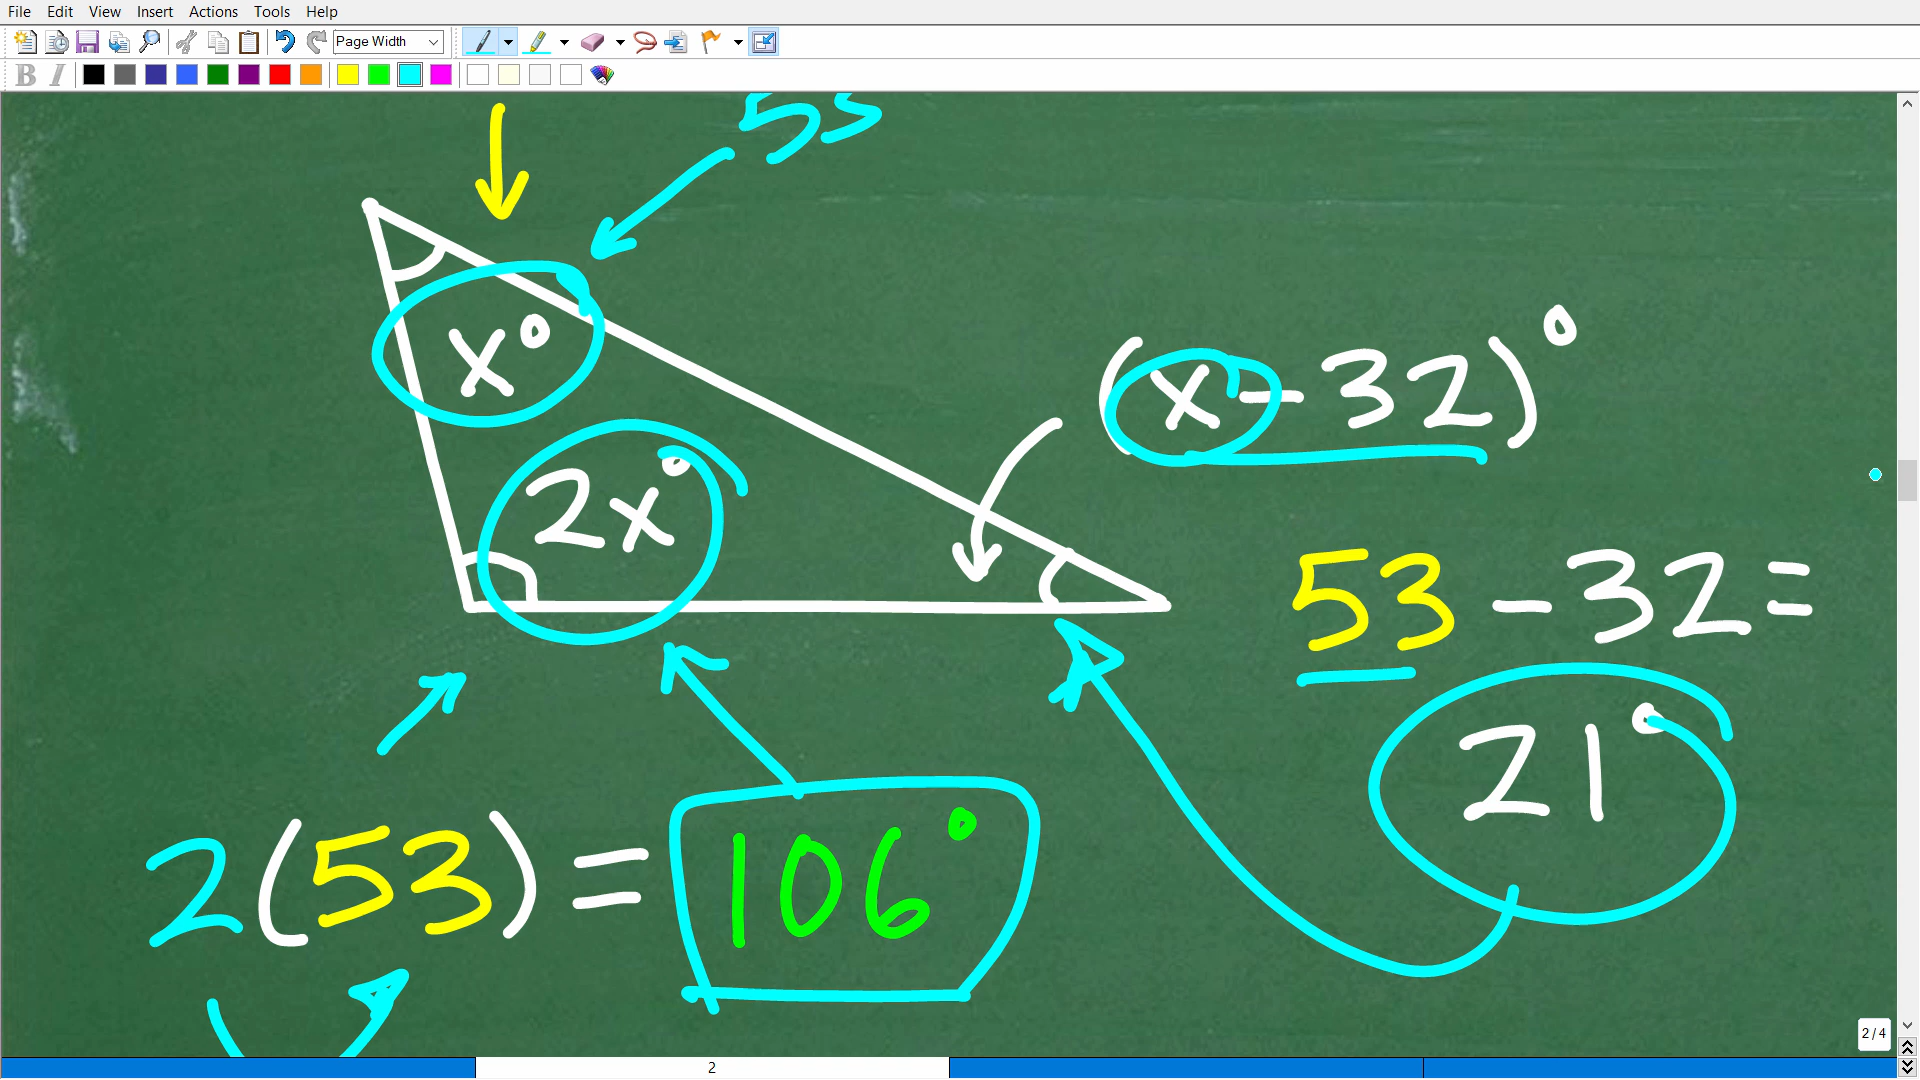 File Edit View Insert Actions Tools Help
Page Width
B I
53
x°
(x-32)°
2x°
53-32=
21°
2(53)=106°
2/4
2